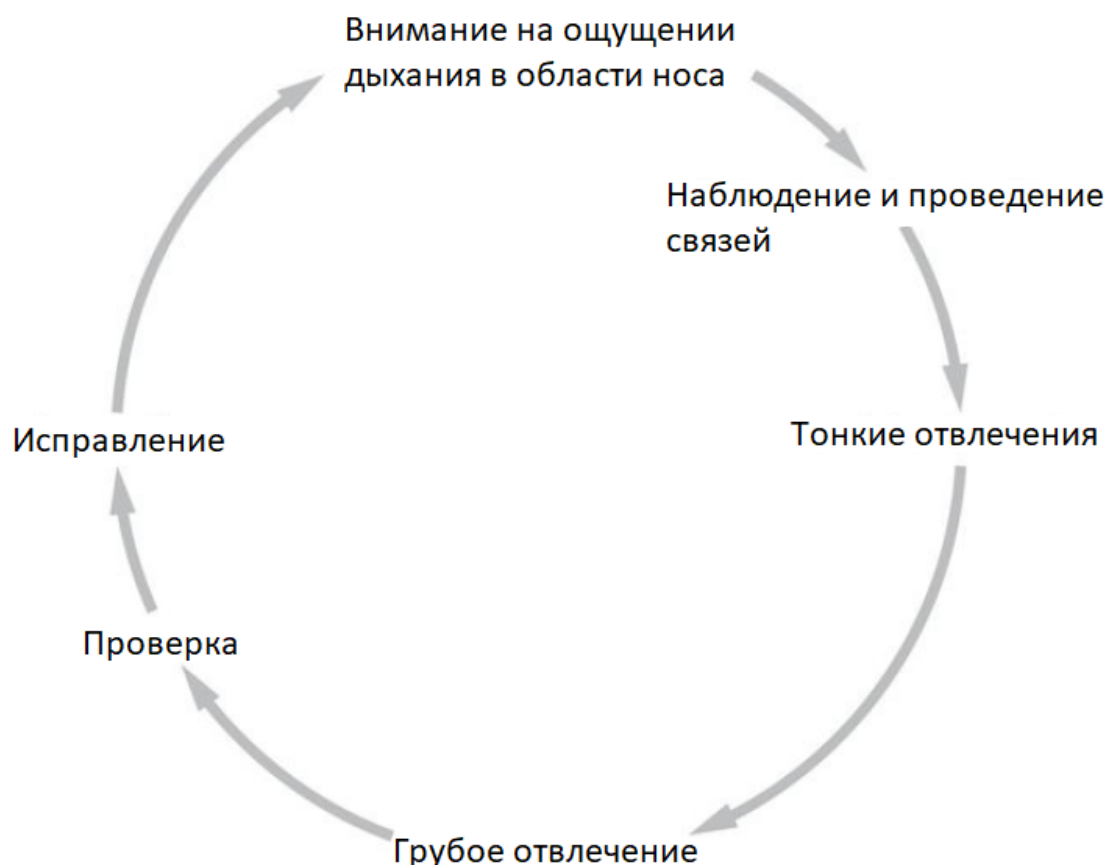 Внимание на ощущении
дыхания в области носа
Наблюдение и проведение
связей
Тонкие отвлечения
Грубое отвлечение
Проверка
Исправление